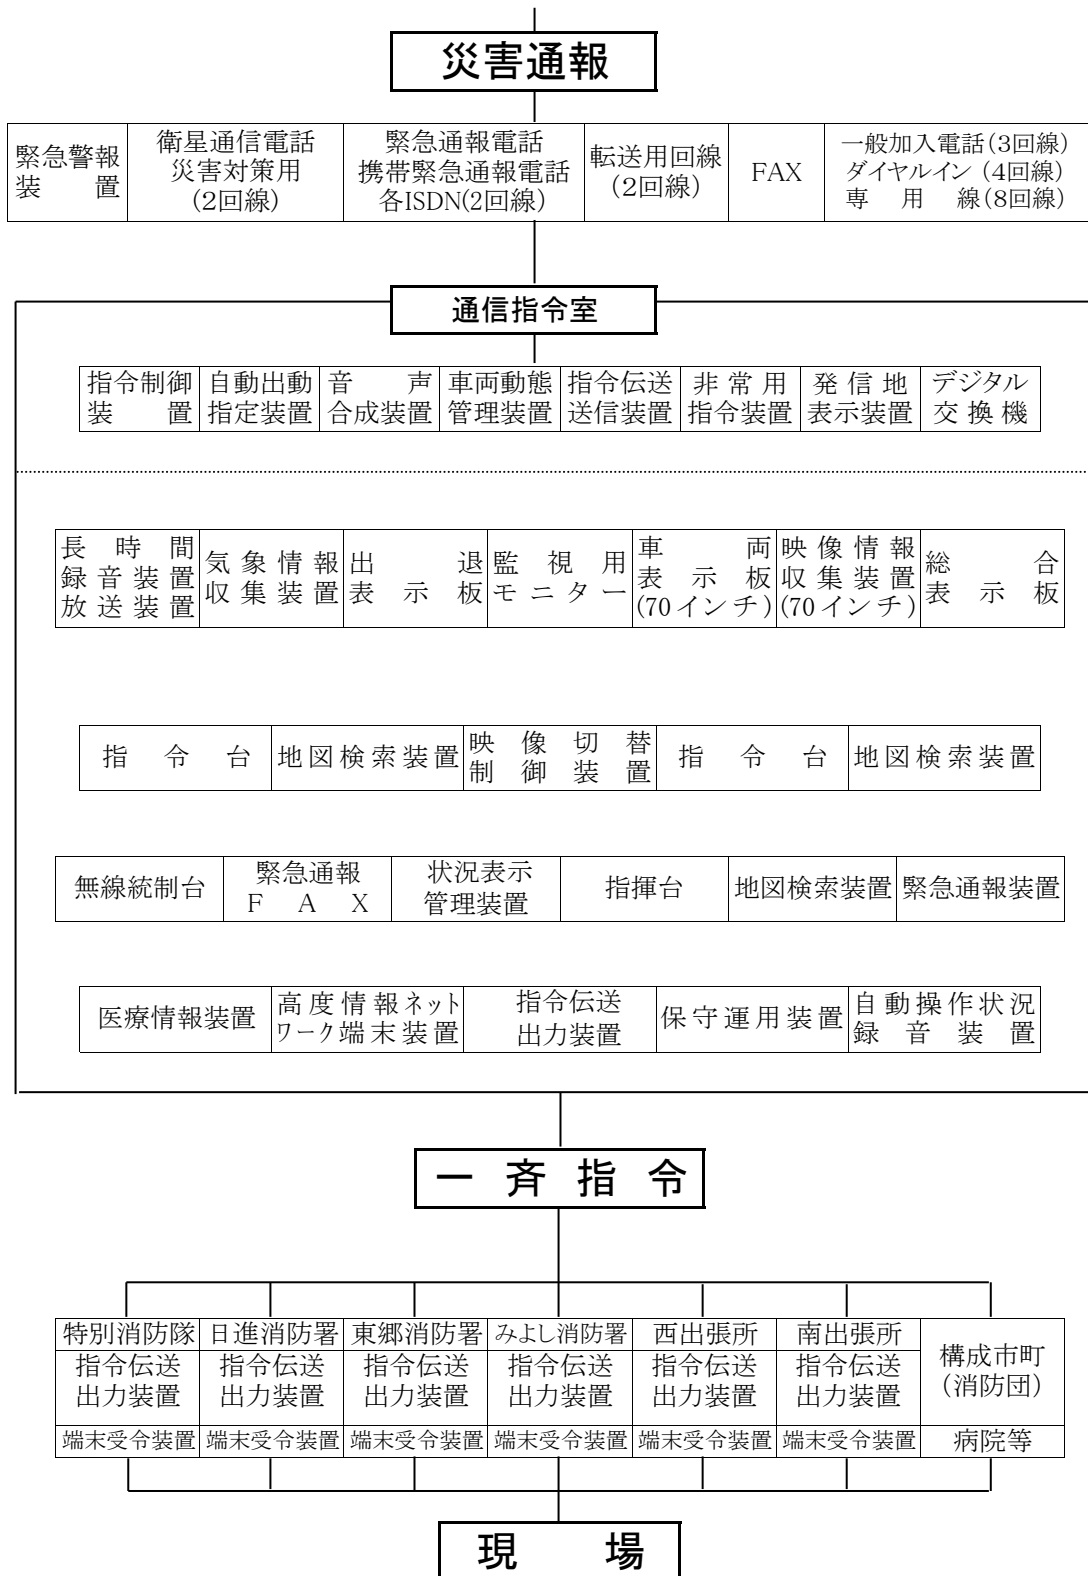 災害通報
緊急警報
装置
衛星通信電話
災害対策用
(2回線)
緊急通報電話
携帯緊急通報電話
各ISDN(2回線)
転送用回線
(2回線)
FAX
一般加入電話(3回線)
ダイヤルイン (4回線)
専用線(8回線)
通信指令室
指令制御
装置
自動出動
指定装置
音声
合成装置
車両動態
管理装置
指令伝送
送信装置
非常用
指令装置
発信地
表示装置
デジタル
交換機
長時間
録音装置
放送装置
気象情報
収集装置
出退
表示板
監視用
モニター
車両
表示板
(70インチ)
映像情報
収集装置
(70インチ)
総合
表示板
指令台
地図検索装置
映像切替
制御装置
指令台
地図検索装置
無線統制台
緊急通報
FAX
状況表示
管理装置
指揮台
地図検索装置
緊急通報装置
医療情報装置
高度情報ネット
ワーク端末装置
指令伝送
出力装置
保守運用装置
自動操作状況
録音装置
一斉指令
特別消防隊
指令伝送
出力装置
端末受令装置
日進消防署
指令伝送
出力装置
端末受令装置
東郷消防署
指令伝送
出力装置
端末受令装置
みよし消防署
指令伝送
出力装置
端末受令装置
西出張所
指令伝送
出力装置
端末受令装置
南出張所
指令伝送
出力装置
端末受令装置
構成市町
(消防団)
病院等
現場